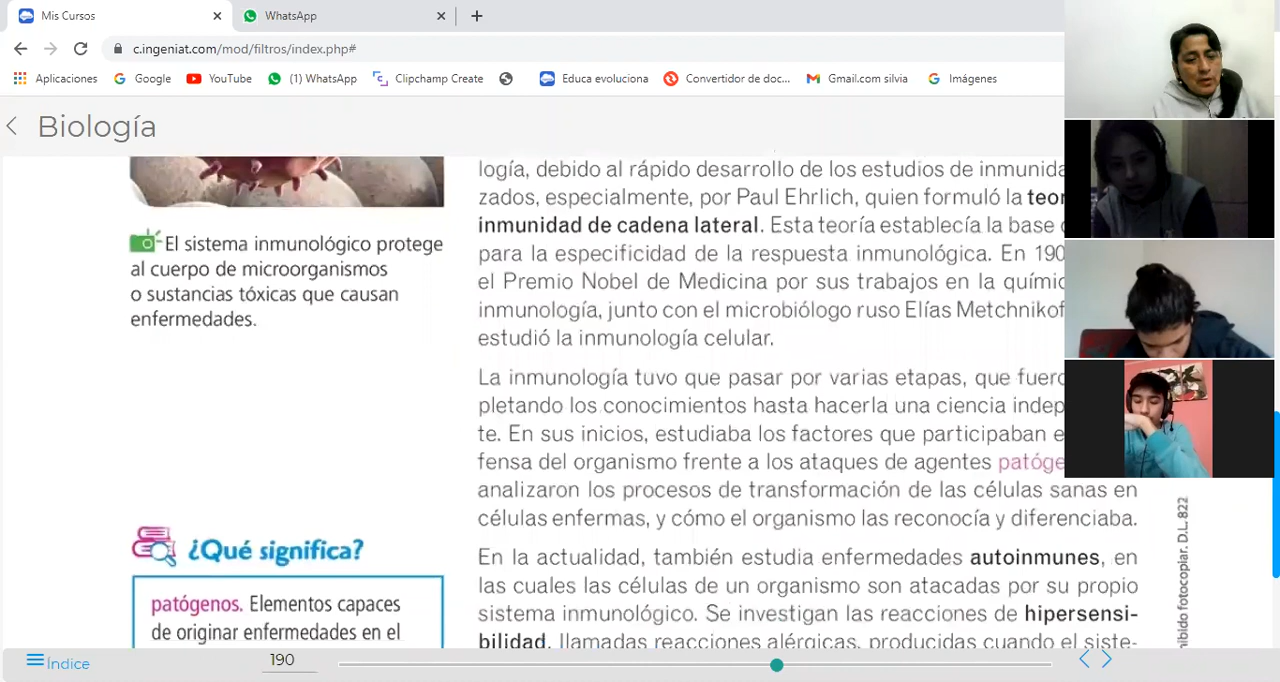 Mis Cursos
WhatsApp
c.ingeniat.com/mod/filtros/index.php#
Aplicaciones
Google
YouTube
(1) WhatsApp
Clipchamp Create
Educa evoluciona
Convertidor de doc...
Gmail.com silvia
Imágenes
Biología
El sistema inmunológico protege
al cuerpo de microorganismos
o sustancias tóxicas que causan
enfermedades.
¿Qué significa?
patógenos. Elementos capaces
de originar enfermedades en el
logía, debido al rápido desarrollo de los estudios de inmunida
zados, especialmente, por Paul Ehrlich, quien formuló la teor
inmunidad de cadena lateral. Esta teoría establecía la base
para la especificidad de la respuesta inmunológica. En 190
el Premio Nobel de Medicina por sus trabajos en la químic
inmunología, junto con el microbiólogo ruso Elías Metchnikof
estudió la inmunología celular.
La inmunología tuvo que pasar por varias etapas, que fuero
pletando los conocimientos hasta hacerla una ciencia indep
te. En sus inicios, estudiaba los factores que participaban e
fensa del organismo frente a los ataques de agentes patóge
analizaron los procesos de transformación de las células sanas en
células enfermas, y cómo el organismo las reconocía y diferenciaba.
En la actualidad, también estudia enfermedades autoinmunes, en
las cuales las células de un organismo son atacadas por su propio
sistema inmunológico. Se investigan las reacciones de hipersensi-
bilidad, llamadas reacciones alérgicas, producidas cuando el siste-
hibido fotocopiar. D.L. 822
Índice
190